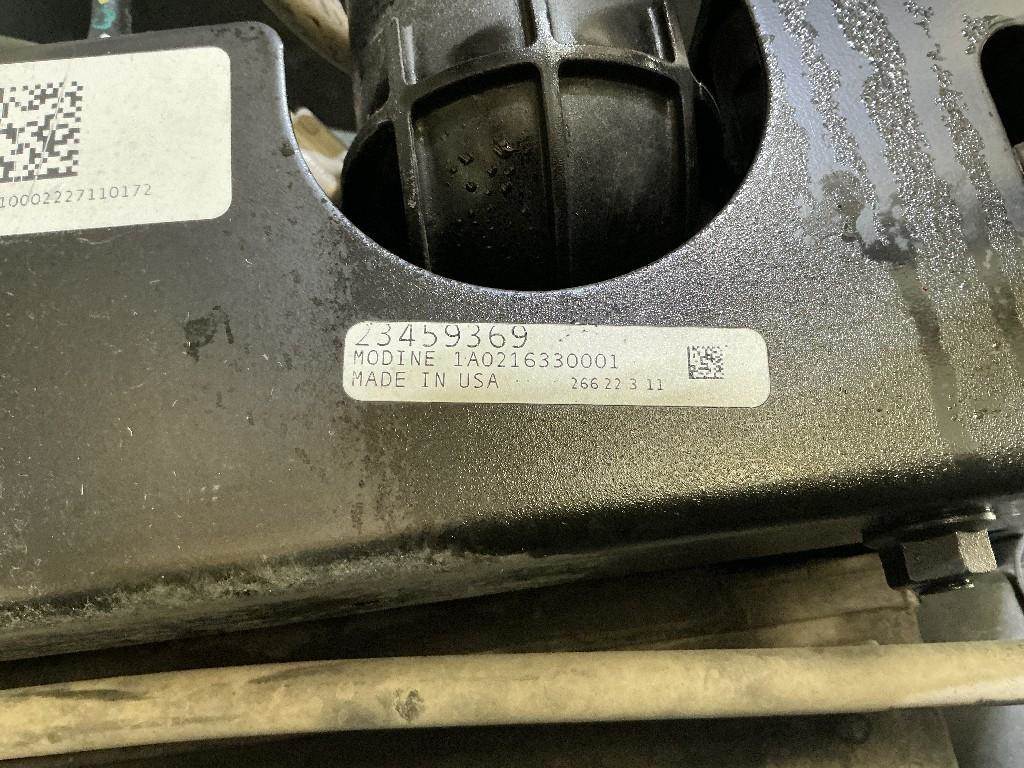 10002227110172
23459369
MODINE 1A0216330001
MADE IN USA 266 22 3 11